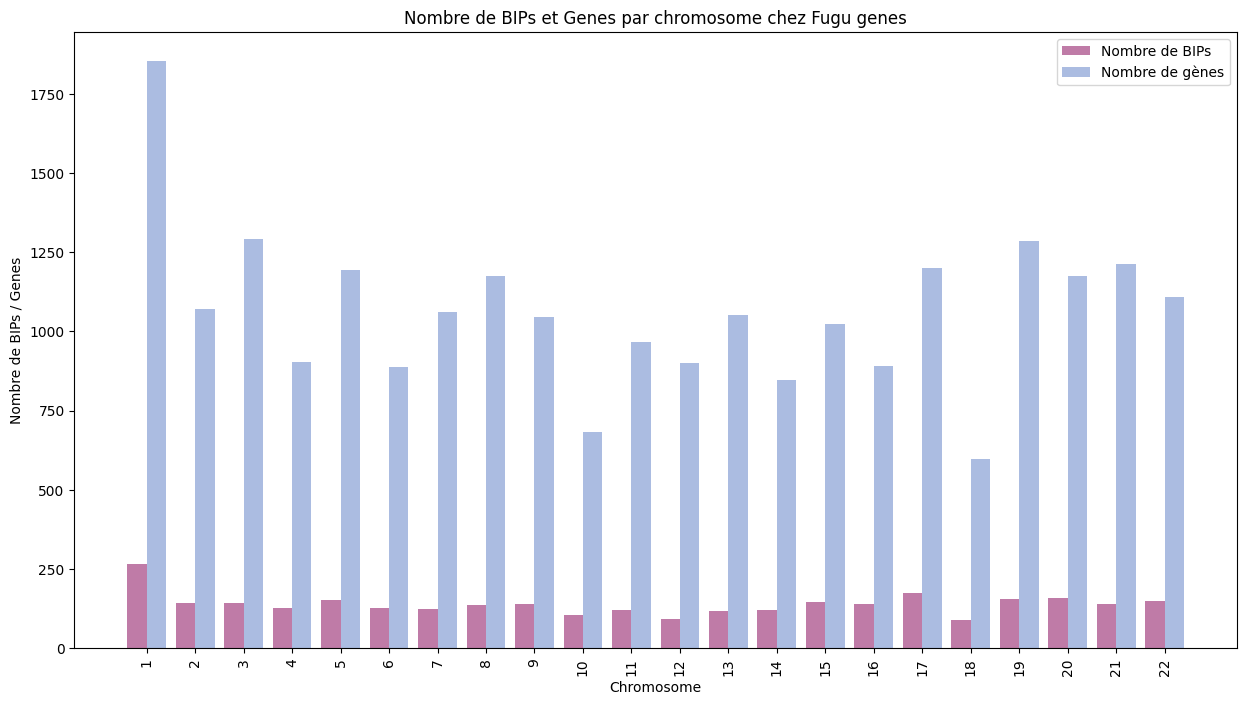 Nombre de BIPs et Genes par chromosome chez Fugu genes
Nombre de BIPs
Nombre de gènes
Nombre de BIPs / Genes
1750
1500
1250
1000
750
500
250
0
1 2 3 4 5 6 7 8 9 10 11 12 13 14 15 16 17 18 19 20 21 22
Chromosome